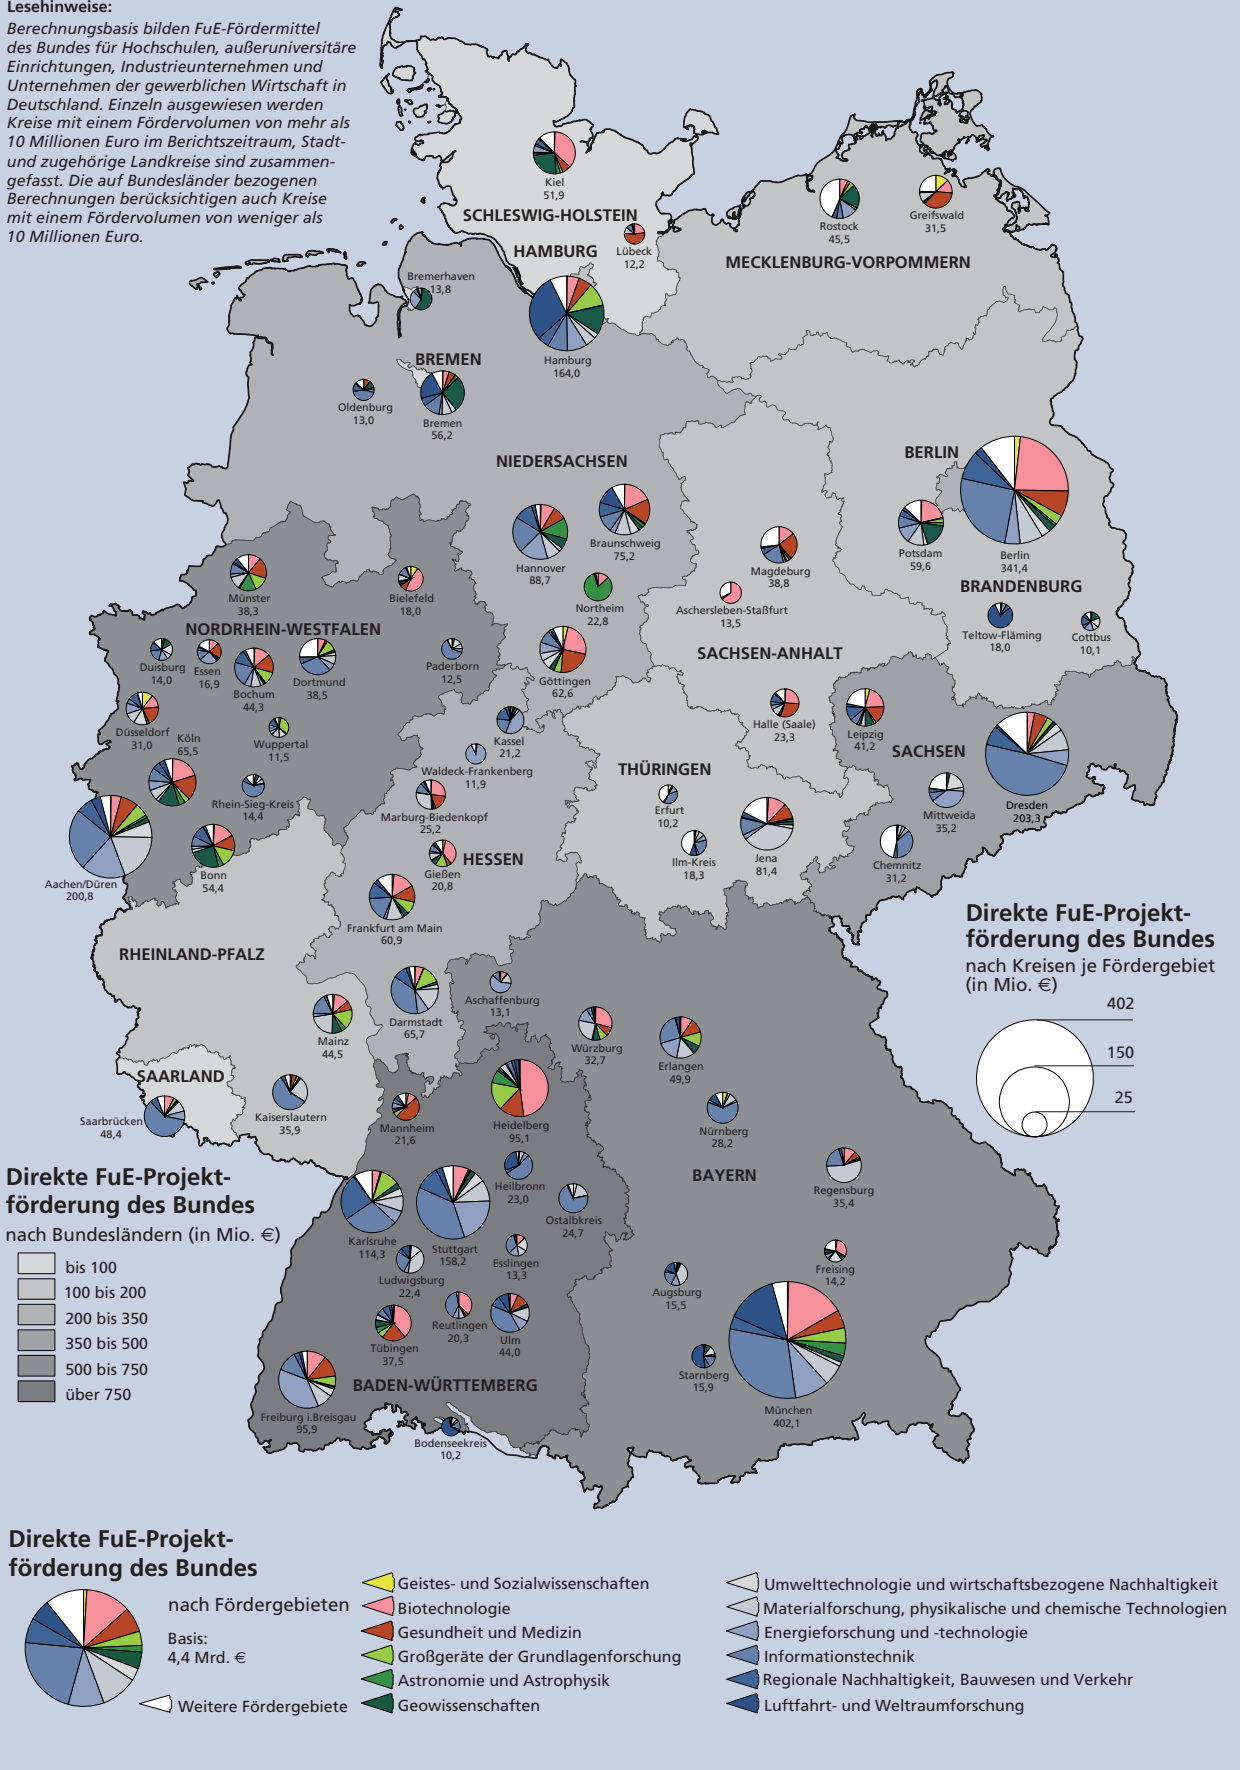 Lesehinweise:
Berechnungsbasis bilden FuE-Fördermittel
des Bundes für Hochschulen, außeruniversitäre
Einrichtungen, Industrieunternehmen und
Unternehmen der gewerblichen Wirtschaft in
Deutschland. Einzeln ausgewiesen werden
Kreise mit einem Fördervolumen von mehr als
10 Millionen Euro im Berichtszeitraum, Stadt-
und zugehörige Landkreise sind zusammen-
gefasst. Die auf Bundesländer bezogenen
Berechnungen berücksichtigen auch Kreise
mit einem Fördervolumen von weniger als
10 Millionen Euro.
Kiel
51,9
SCHLESWIG-HOLSTEIN
Lübeck
12,2
HAMBURG
Hamburg
164,0
Rostock
45,5
Greifswald
31,5
MECKLENBURG-VORPOMMERN
Bremerhaven
13,8
BREMEN
Bremen
56,2
Oldenburg
13,0
NIEDERSACHSEN
Hannover
88,7
Braunschweig
75,2
Northeim
22,8
Göttingen
62,6
BERLIN
Berlin
341,4
Potsdam
59,6
BRANDENBURG
Teltow-Fläming
18,0
Cottbus
10,1
Magdeburg
38,8
Aschersleben-Staßfurt
13,5
SACHSEN-ANHALT
Halle (Saale)
23,3
Münster
38,3
Bielefeld
18,0
NORDRHEIN-WESTFALEN
Duisburg
14,0
Essen
16,9
Bochum
44,3
Dortmund
38,5
Paderborn
12,5
Düsseldorf
31,0
Köln
65,5
Wuppertal
11,5
Rhein-Sieg-Kreis
14,4
Aachen/Düren
200,8
Bonn
54,4
Kassel
21,2
Waldeck-Frankenberg
11,9
Marburg-Biedenkopf
25,2
HESSEN
Gießen
20,8
Frankfurt am Main
60,9
Darmstadt
65,7
THÜRINGEN
Erfurt
10,2
Ilm-Kreis
18,3
Jena
81,4
Leipzig
41,2
SACHSEN
Dresden
203,3
Mittweida
35,2
Chemnitz
31,2
RHEINLAND-PFALZ
Mainz
44,5
Kaiserslautern
35,9
SAARLAND
Saarbrücken
48,4
Aschaffenburg
13,1
Würzburg
32,7
Erlangen
49,9
Nürnberg
28,2
BAYERN
Regensburg
35,4
Freising
14,2
Augsburg
15,5
Starnberg
15,9
München
402,1
Mannheim
21,6
Heidelberg
95,1
Heilbronn
23,0
Ostalbkreis
24,7
Karlsruhe
114,3
Stuttgart
158,2
Esslingen
13,3
Ludwigsburg
22,4
Reutlingen
20,3
Ulm
44,0
Tübingen
37,5
BADEN-WÜRTTEMBERG
Freiburg i.Breisgau
95,9
Bodenseekreis
10,2
Direkte FuE-Projekt-
förderung des Bundes
nach Kreisen je Fördergebiet
(in Mio. €)
402
150
25
Direkte FuE-Projekt-
förderung des Bundes
nach Bundesländern (in Mio. €)
bis 100
100 bis 200
200 bis 350
350 bis 500
500 bis 750
über 750
Direkte FuE-Projekt-
förderung des Bundes
nach Fördergebieten
Basis:
4,4 Mrd. €
Weitere Fördergebiete
Geistes- und Sozialwissenschaften
Biotechnologie
Gesundheit und Medizin
Großgeräte der Grundlagenforschung
Astronomie und Astrophysik
Geowissenschaften
Umwelttechnologie und wirtschaftsbezogene Nachhaltigkeit
Materialforschung, physikalische und chemische Technologien
Energieforschung und -technologie
Informationstechnik
Regionale Nachhaltigkeit, Bauwesen und Verkehr
Luftfahrt- und Weltraumforschung